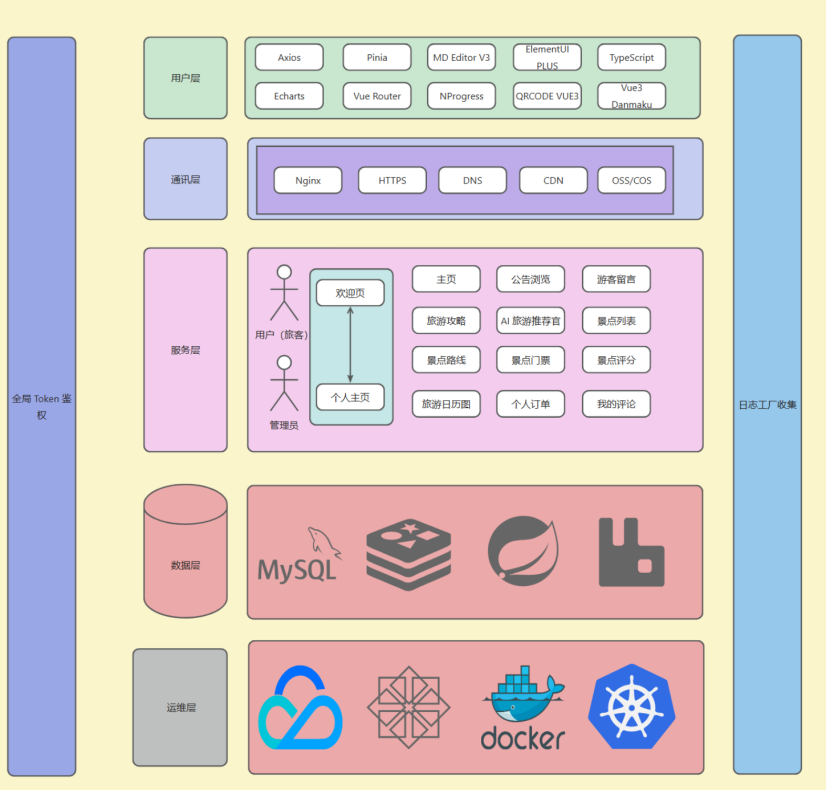 全局 Token 鉴
权
用户层
Axios
Pinia
MD Editor V3
ElementUI
PLUS
TypeScript
Echarts
Vue Router
NProgress
QRCODE VUE3
Vue3
Danmaku
通讯层
Nginx
HTTPS
DNS
CDN
OSS/COS
服务层
用户（旅客）
管理员
欢迎页
个人主页
主页
公告浏览
游客留言
旅游攻略
AI 旅游推荐官
景点列表
景点路线
景点门票
景点评分
旅游日历图
个人订单
我的评论
数据层
MySQL
运维层
docker
日志工厂收集